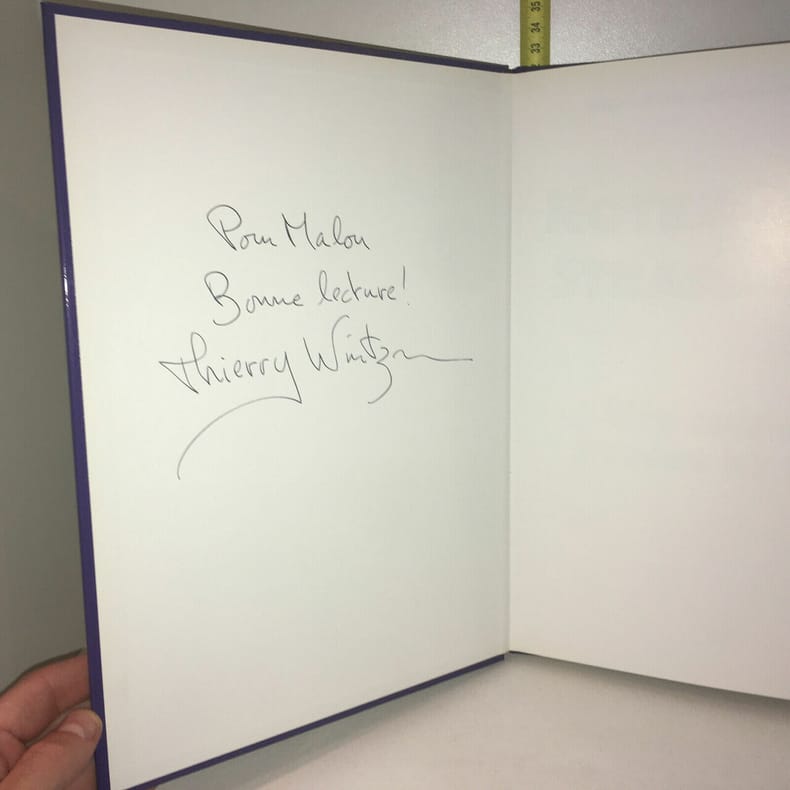 33 34 35
Pour Malou
Bonne lecture!
Thierry